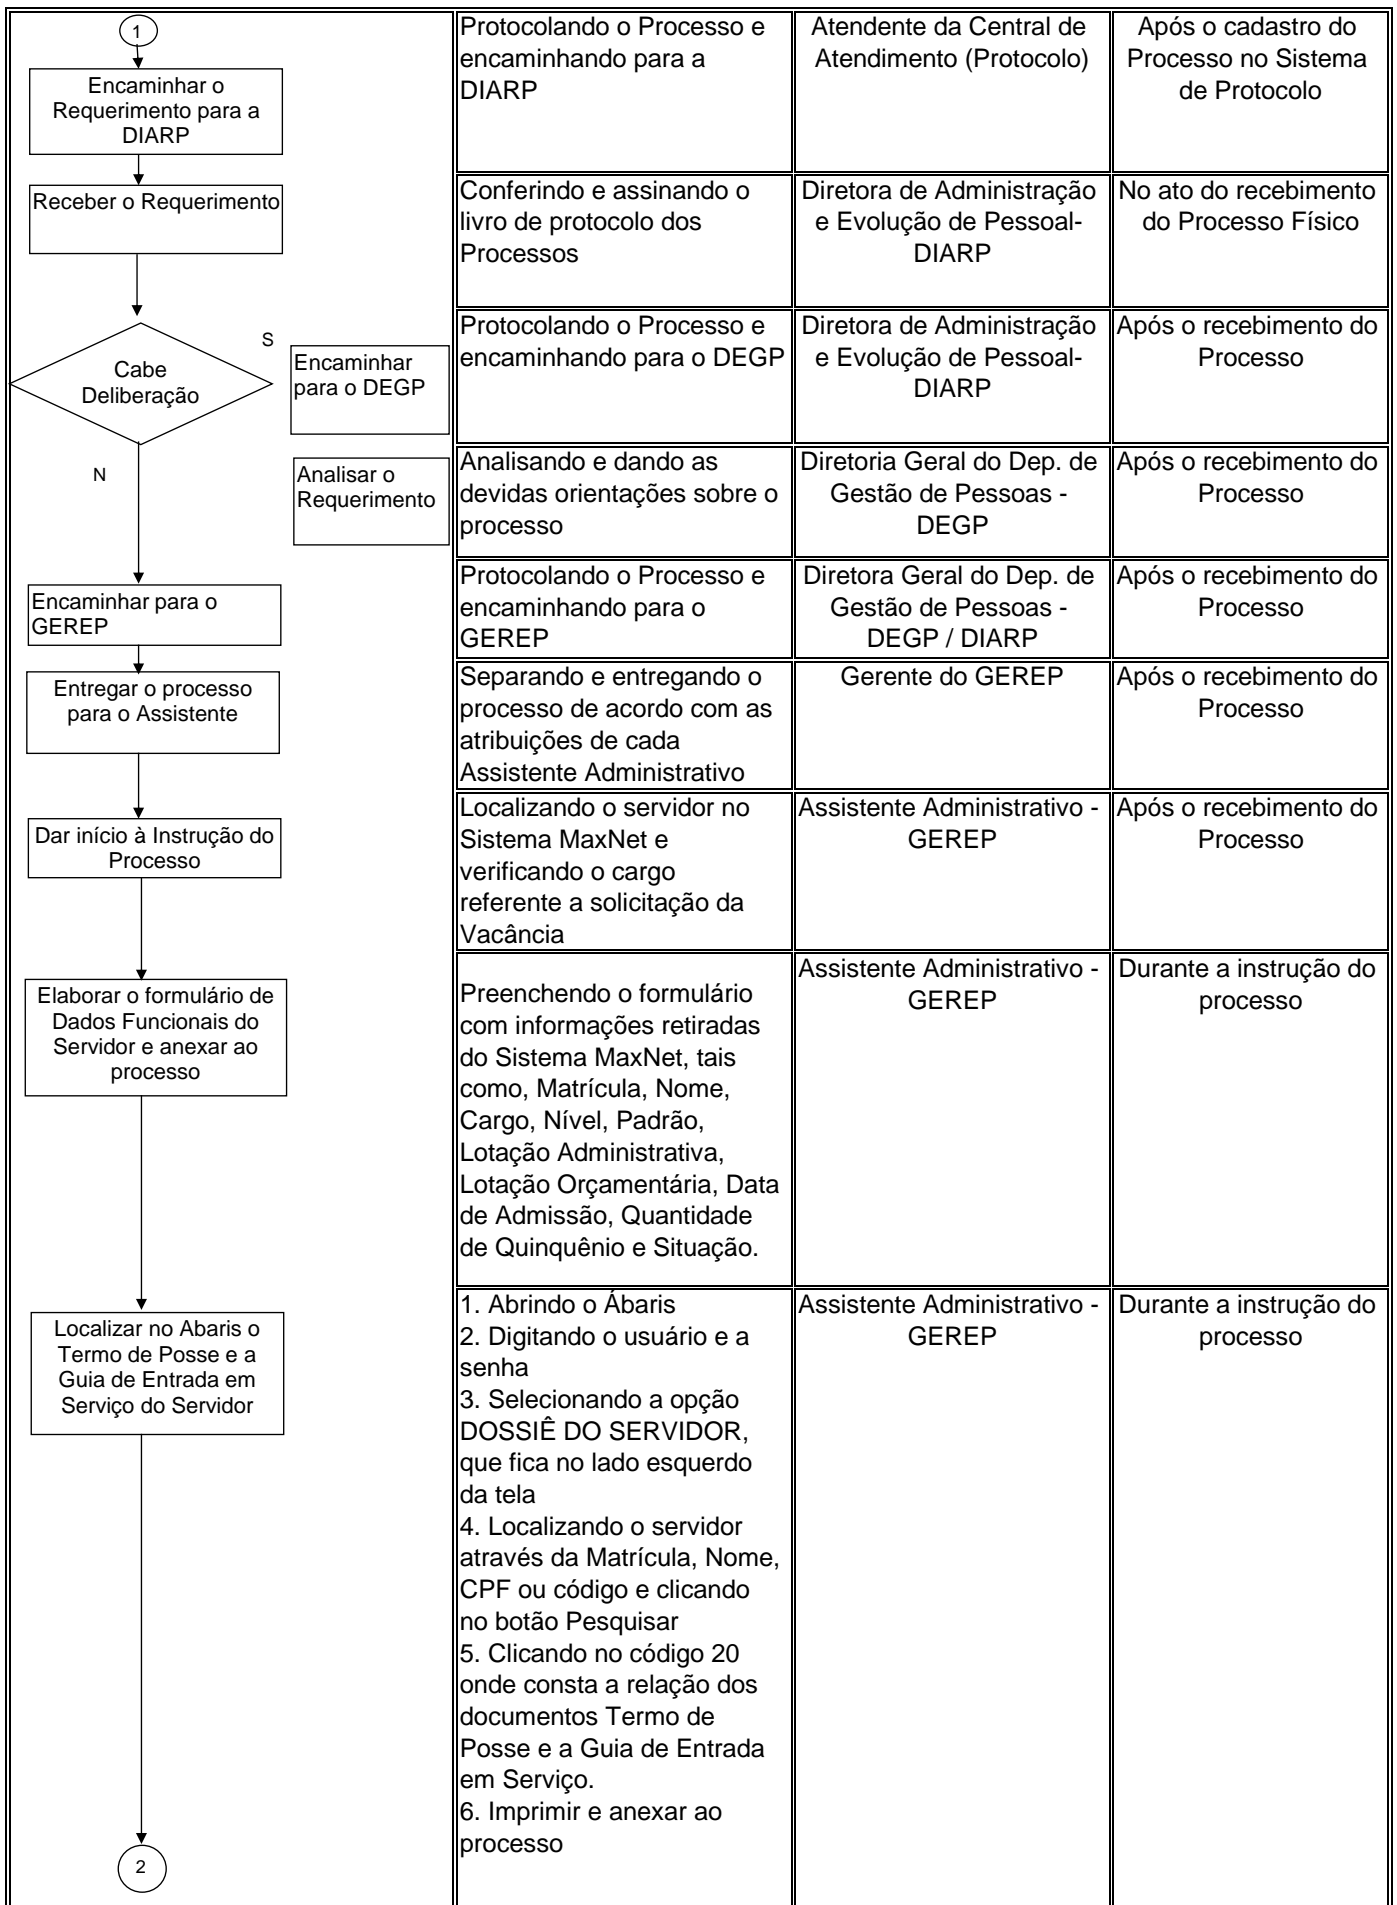 1
Encaminhar o
Requerimento para a
DIARP
Protocolando o Processo e
encaminhando para a
DIARP
Atendente da Central de
Atendimento (Protocolo)
Após o cadastro do
Processo no Sistema
de Protocolo
Receber o Requerimento
Conferindo e assinando o
livro de protocolo dos
Processos
Diretora de Administração
e Evolução de Pessoal-
DIARP
No ato do recebimento
do Processo Físico
Cabe
Deliberação
S
N
Encaminhar
para o DEGP
Protocolando o Processo e
encaminhando para o DEGP
Diretora de Administração
e Evolução de Pessoal-
DIARP
Após o recebimento do
Processo
Analisar o
Requerimento
Analisando e dando as
devidas orientações sobre o
processo
Diretoria Geral do Dep. de
Gestão de Pessoas -
DEGP
Após o recebimento do
Processo
Encaminhar para o
GEREP
Protocolando o Processo e
encaminhando para o
GEREP
Diretora Geral do Dep. de
Gestão de Pessoas -
DEGP / DIARP
Após o recebimento do
Processo
Entregar o processo
para o Assistente
Separando e entregando o
processo de acordo com as
atribuições de cada
Assistente Administrativo
Gerente do GEREP
Após o recebimento do
Processo
Dar início à Instrução do
Processo
Localizando o servidor no
Sistema MaxNet e
verificando o cargo
referente a solicitação da
Vacância
Assistente Administrativo -
GEREP
Após o recebimento do
Processo
Elaborar o formulário de
Dados Funcionais do
Servidor e anexar ao
processo
Preenchendo o formulário
com informações retiradas
do Sistema MaxNet, tais
como, Matrícula, Nome,
Cargo, Nível, Padrão,
Lotação Administrativa,
Lotação Orçamentária, Data
de Admissão, Quantidade
de Quinquênio e Situação.
Assistente Administrativo -
GEREP
Durante a instrução do
processo
Localizar no Abaris o
Termo de Posse e a
Guia de Entrada em
Serviço do Servidor
1. Abrindo o Ábaris
2. Digitando o usuário e a
senha
3. Selecionando a opção
DOSSIÊ DO SERVIDOR,
que fica no lado esquerdo
da tela
4. Localizando o servidor
através da Matrícula, Nome,
CPF ou código e clicando
no botão Pesquisar
5. Clicando no código 20
onde consta a relação dos
documentos Termo de
Posse e a Guia de Entrada
em Serviço.
6. Imprimir e anexar ao
processo
Assistente Administrativo -
GEREP
Durante a instrução do
processo
2